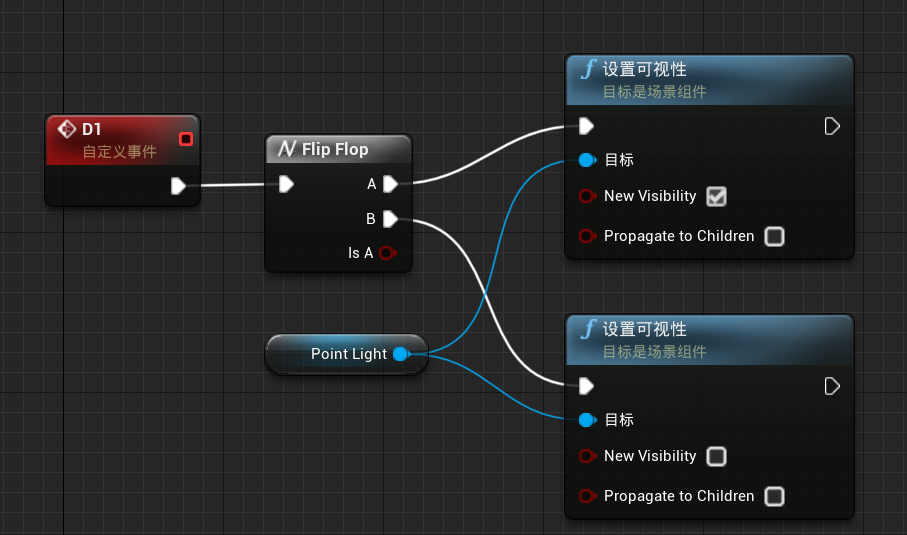 D1
自定义事件
Flip Flop
A
B
Is A
Point Light
设置可视性
目标是场景组件
目标
New Visibility
Propagate to Children
设置可视性
目标是场景组件
目标
New Visibility
Propagate to Children